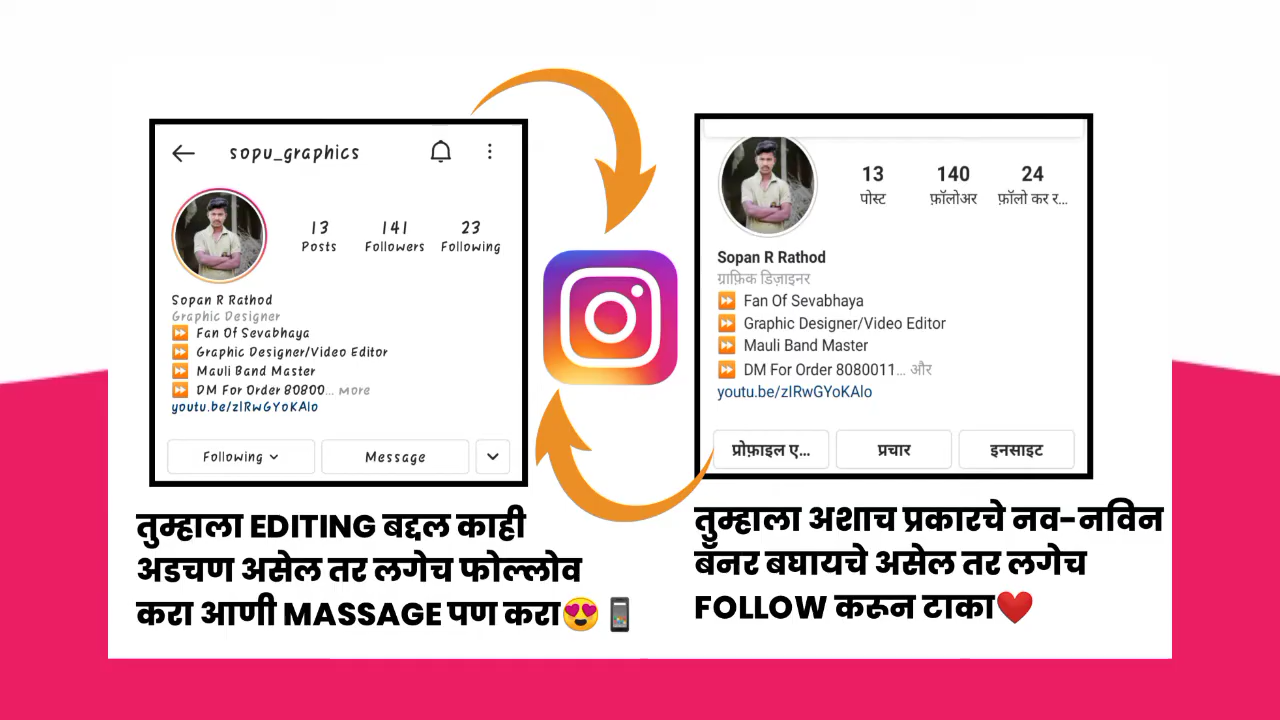 sopu_graphics
13 141 23
Posts Followers Following
Sopan R Rathod
Graphic Designer
⏩ Fan Of Sevabhaya
⏩ Graphic Designer/Video Editor
⏩ Mauli Band Master
⏩ DM For Order 80800... more
youtu.be/zlRwGYoKAlo
Following Message
तुम्हाला EDITING बद्दल काही
अडचण असेल तर लगेच फोल्लोव
करा आणी MASSAGE पण करा😍📱
13 140 24
पोस्ट फ़ॉलोअर फ़ॉलो कर र...
Sopan R Rathod
ग्राफ़िक डिज़ाइनर
⏩ Fan Of Sevabhaya
⏩ Graphic Designer/Video Editor
⏩ Mauli Band Master
⏩ DM For Order 8080011... और
youtu.be/zlRwGYoKAlo
प्रोफ़ाइल ए... प्रचार इनसाइट
तुम्हाला अशाच प्रकारचे नव-नविन
बॅनर बघायचे असेल तर लगेच
FOLLOW करून टाका❤️